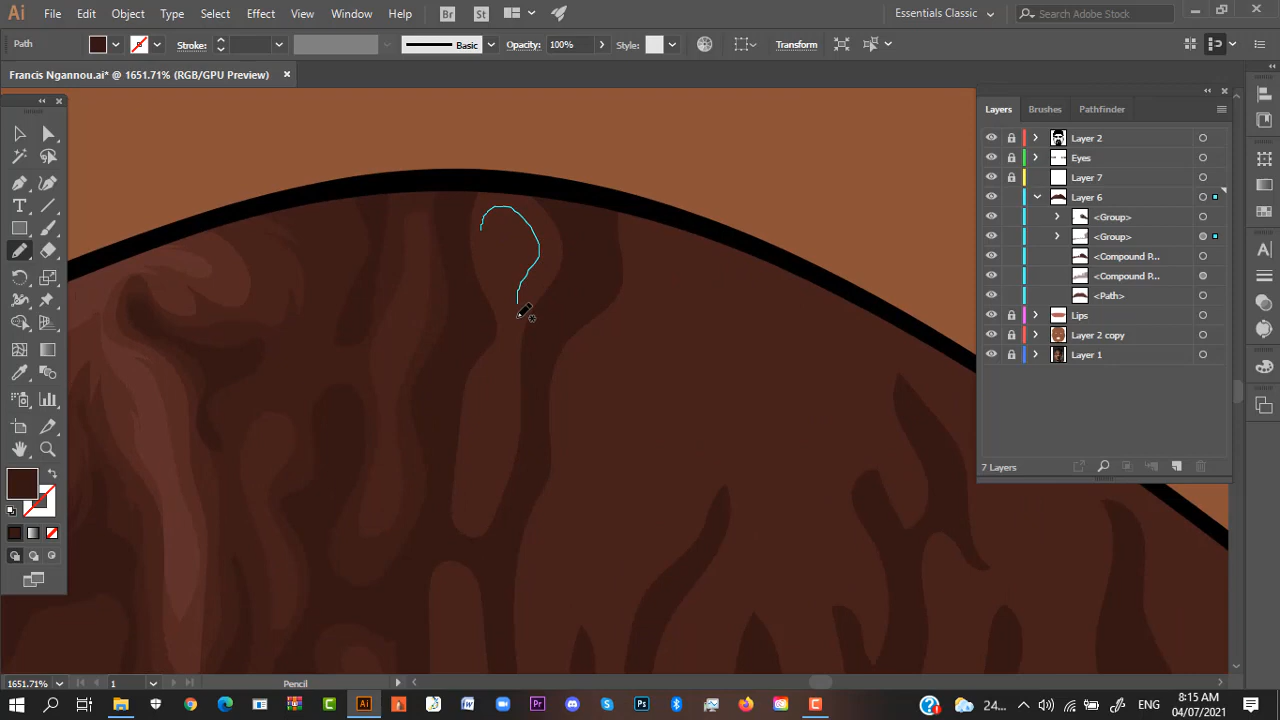 Ai File Edit Object Type Select Effect View Window Help Br St Essentials Classic Search Adobe Stock
Path Stroke: Basic Opacity: 100% Style: Transform
Francis Ngannou.ai* @ 1651.71% (RGB/GPU Preview)
Layers Brushes Pathfinder
Layer 2
Eyes
Layer 7
Layer 6
<Group>
<Group>
<Compound P...
<Compound P...
<Path>
Lips
Layer 2 copy
Layer 1
7 Layers
1651.71% 1 Pencil
24... ENG 8:15 AM
04/07/2021